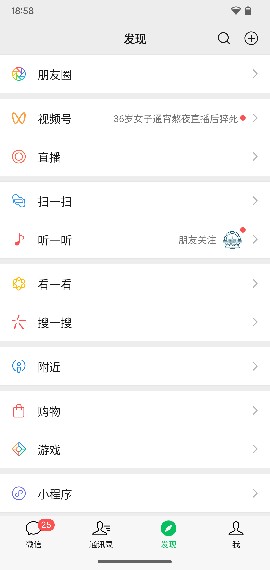 18:58
发现
朋友圈
视频号 36岁女子通宵熬夜直播后猝死
直播
扫一扫
听一听 朋友关注
看一看
搜一搜
附近
购物
游戏
小程序
25
微信 通讯录 发现 我